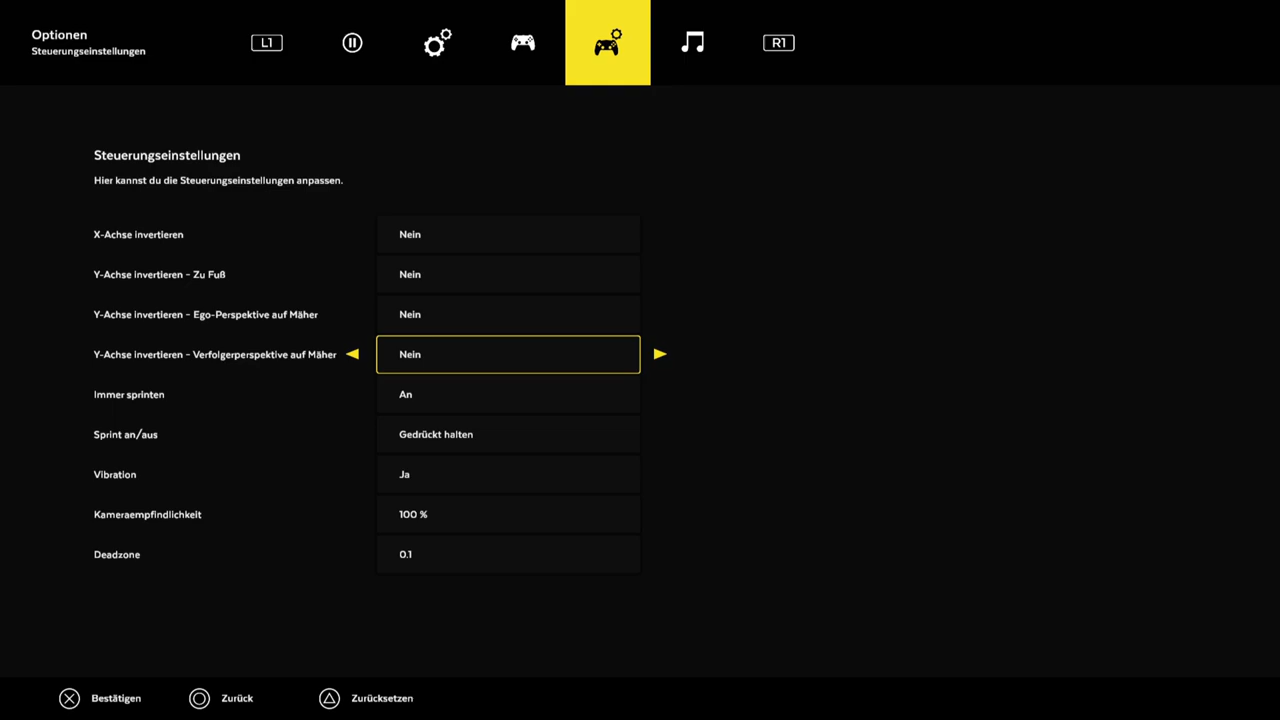 Optionen
Steuerungseinstellungen
L1
R1
Steuerungseinstellungen
Hier kannst du die Steuerungseinstellungen anpassen.
X-Achse invertieren Nein
Y-Achse invertieren - Zu Fuß Nein
Y-Achse invertieren - Ego-Perspektive auf Mäher Nein
Y-Achse invertieren - Verfolgerperspektive auf Mäher Nein
Immer sprinten An
Sprint an/aus Gedrückt halten
Vibration Ja
Kameraempfindlichkeit 100 %
Deadzone 0.1
Bestätigen Zurück Zurücksetzen